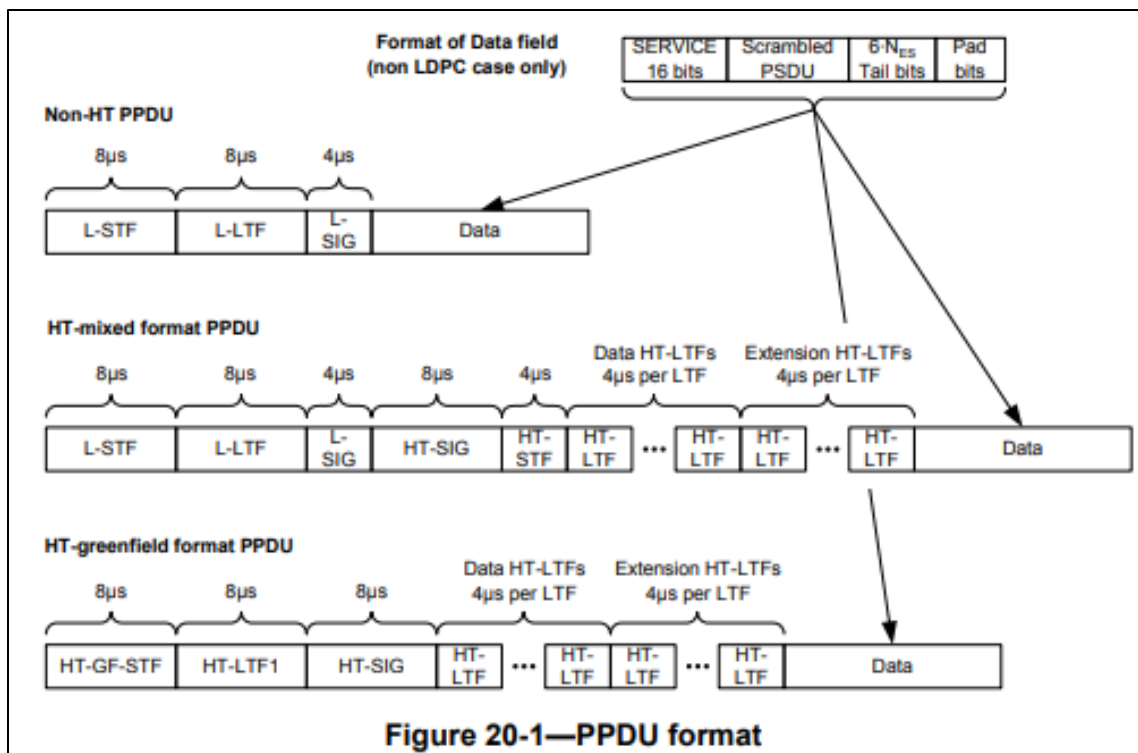 Format of Data field
(non LDPC case only)
SERVICE
16 bits
Scrambled
PSDU
6·NES
Tail bits
Pad
bits
Non-HT PPDU
8µs
8µs
4µs
L-STF
L-LTF
L-
SIG
Data
HT-mixed format PPDU
Data HT-LTFs
4µs per LTF
Extension HT-LTFs
4µs per LTF
8µs
8µs
4µs
8µs
4µs
L-STF
L-LTF
L-
SIG
HT-SIG
HT-
STF
HT-
LTF
•••
HT-
LTF
HT-
LTF
•••
HT-
LTF
Data
HT-greenfield format PPDU
Data HT-LTFs
4µs per LTF
Extension HT-LTFs
4µs per LTF
8µs
8µs
8µs
HT-GF-STF
HT-LTF1
HT-SIG
HT-
LTF
•••
HT-
LTF
HT-
LTF
•••
HT-
LTF
Data
Figure 20-1—PPDU format